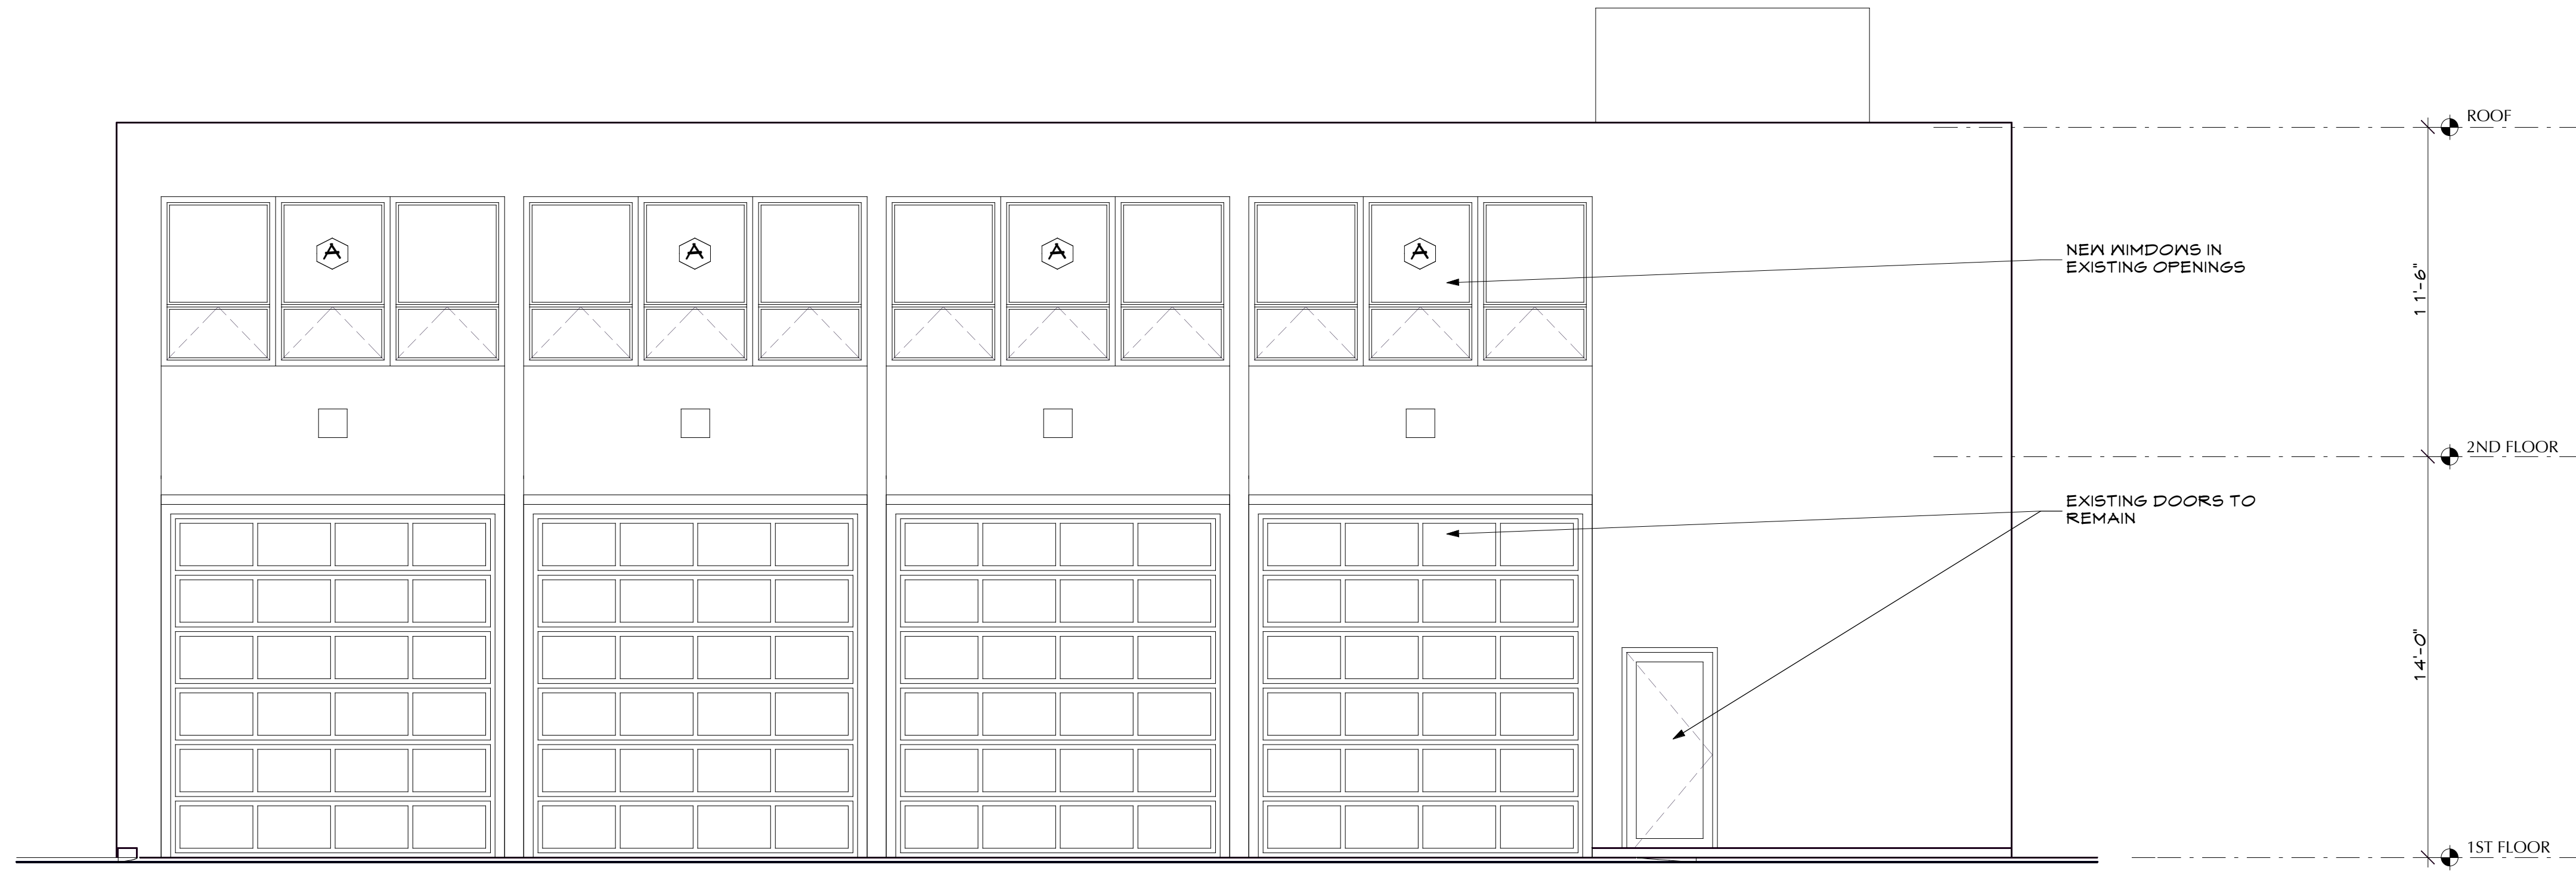 ROOF
A
A
A
A
NEW WIMDOWS IN
EXISTING OPENINGS
11'-6"
2ND FLOOR
EXISTING DOORS TO
REMAIN
14'-0"
1ST FLOOR